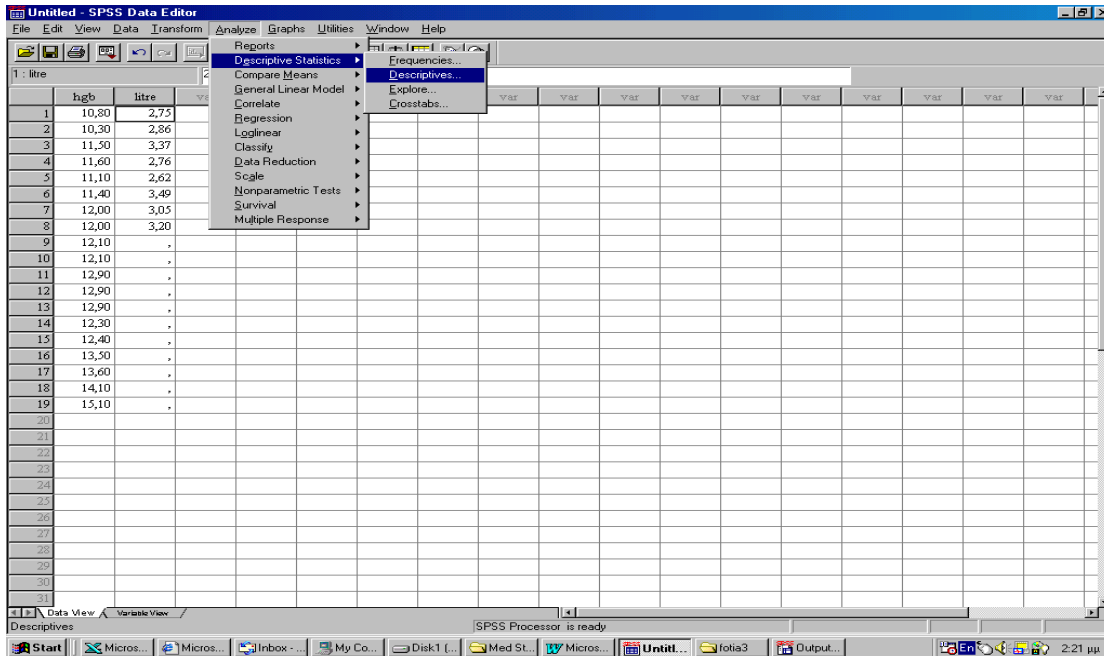 Untitled - SPSS Data Editor
File Edit View Data Transform Analyze Graphs Utilities Window Help
1 : litre
Reports
Descriptive Statistics
Compare Means
General Linear Model
Correlate
Regression
Loglinear
Classify
Data Reduction
Scale
Nonparametric Tests
Survival
Multiple Response
Frequencies...
Descriptives...
Explore...
Crosstabs...
hgb litre var var var var var var var var var
1 10,80 2,75
2 10,30 2,86
3 11,50 3,37
4 11,60 2,76
5 11,10 2,62
6 11,40 3,49
7 12,00 3,05
8 12,00 3,20
9 12,10 ,
10 12,10 ,
11 12,90 ,
12 12,90 ,
13 12,90 ,
14 12,30 ,
15 12,40 ,
16 13,50 ,
17 13,60 ,
18 14,10 ,
19 15,10 ,
20
21
22
23
24
25
26
27
28
29
30
31
Data View Variable View
Descriptives SPSS Processor is ready
Start Micros... Micros... Inbox - ... My Co... Disk1 (... Med St... Micros... Untitl... fotia3 Output... En 2:21 μμ